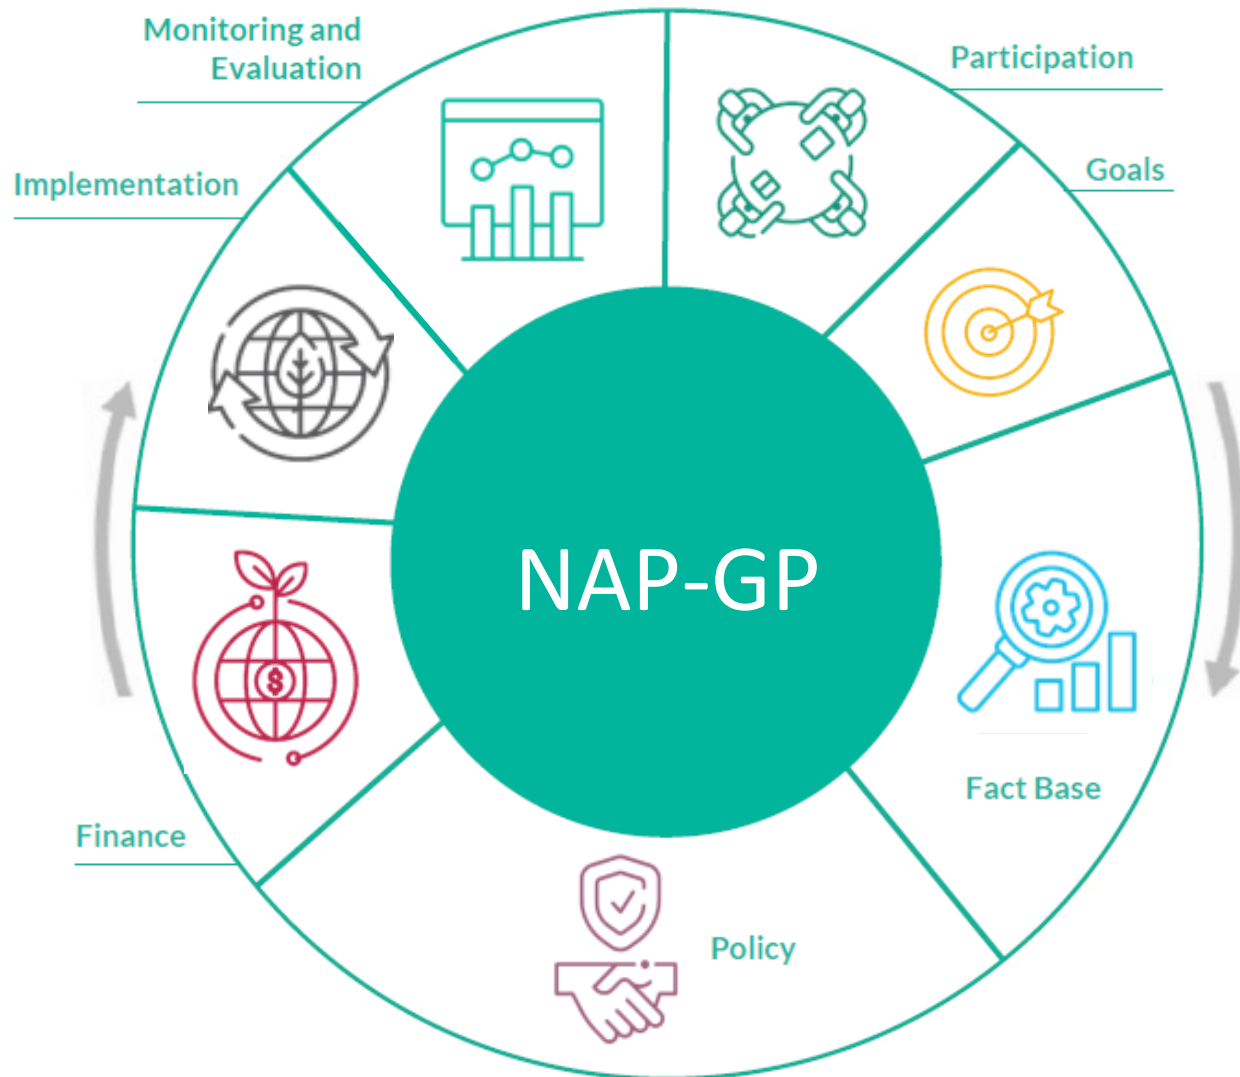 Monitoring and
Evaluation
Participation
Implementation
Goals
NAP-GP
$
Fact Base
Finance
Policy